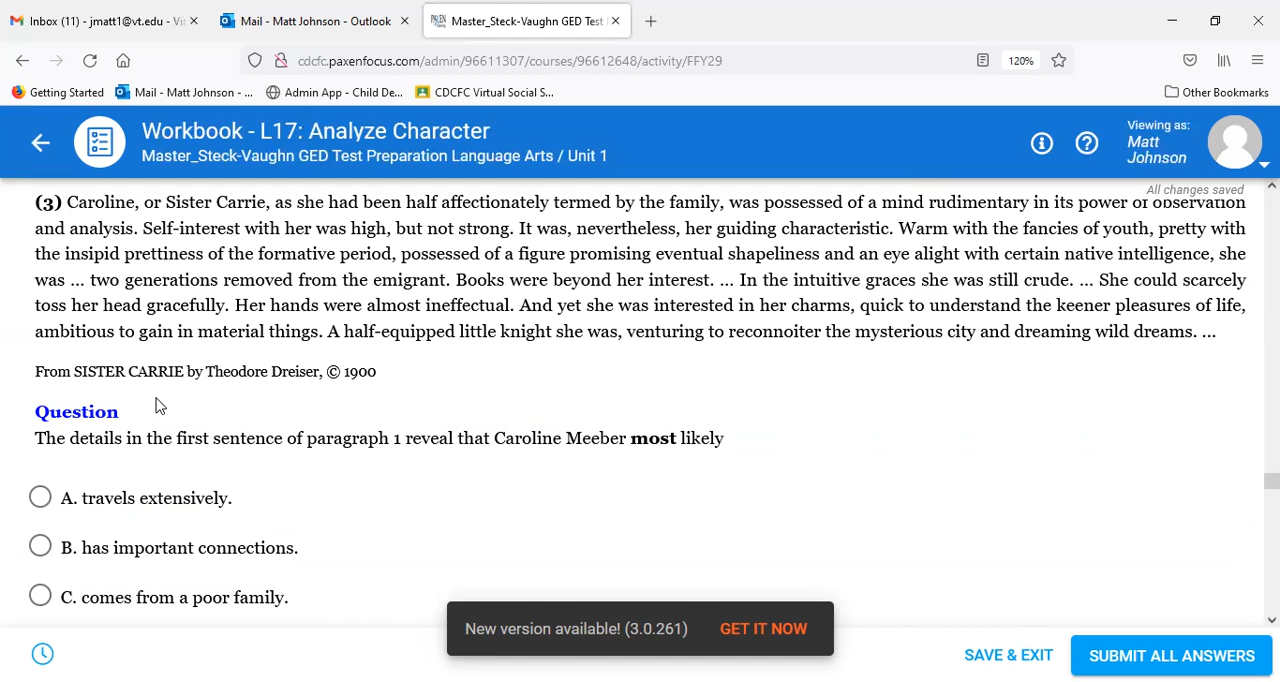 Inbox (11) - jmatt1@vt.edu - Vi
Mail - Matt Johnson - Outlook
Master_Steck-Vaughn GED Test
cdcfc.paxenfocus.com/admin/96611307/courses/96612648/activity/FFY29
120%
Getting Started
Mail - Matt Johnson - ...
Admin App - Child De...
CDCFC Virtual Social S...
Other Bookmarks
Workbook - L17: Analyze Character
Master_Steck-Vaughn GED Test Preparation Language Arts / Unit 1
Viewing as:
Matt
Johnson
All changes saved
(3) Caroline, or Sister Carrie, as she had been half affectionately termed by the family, was possessed of a mind rudimentary in its power of observation
and analysis. Self-interest with her was high, but not strong. It was, nevertheless, her guiding characteristic. Warm with the fancies of youth, pretty with
the insipid prettiness of the formative period, possessed of a figure promising eventual shapeliness and an eye alight with certain native intelligence, she
was ... two generations removed from the emigrant. Books were beyond her interest. ... In the intuitive graces she was still crude. ... She could scarcely
toss her head gracefully. Her hands were almost ineffectual. And yet she was interested in her charms, quick to understand the keener pleasures of life,
ambitious to gain in material things. A half-equipped little knight she was, venturing to reconnoiter the mysterious city and dreaming wild dreams. ...
From SISTER CARRIE by Theodore Dreiser, © 1900
Question
The details in the first sentence of paragraph 1 reveal that Caroline Meeber most likely
A. travels extensively.
B. has important connections.
C. comes from a poor family.
New version available! (3.0.261)
GET IT NOW
SAVE & EXIT
SUBMIT ALL ANSWERS